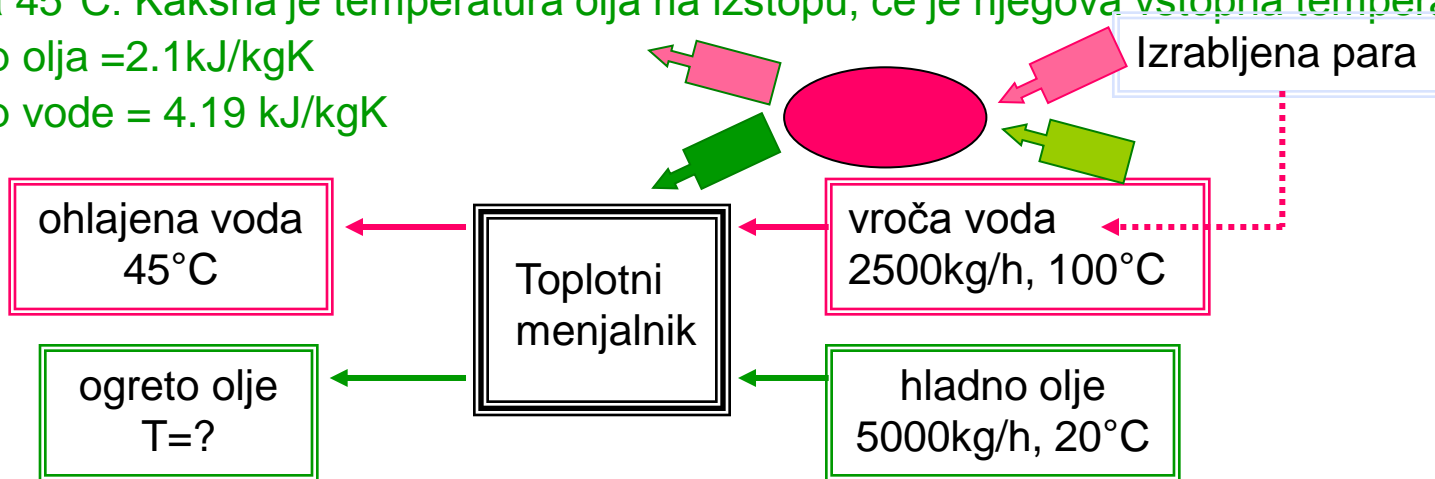 45°C. Kakšna je temperatura olja na izstopu, če je njegova vstopna
Izrabljena para
olja =2.1kJ/kgK
vode = 4.19 kJ/kgK
ohlajena voda
45°C
Toplotni
menjalnik
vroča voda
2500kg/h, 100°C
ogreto olje
T=?
hladno olje
5000kg/h, 20°C